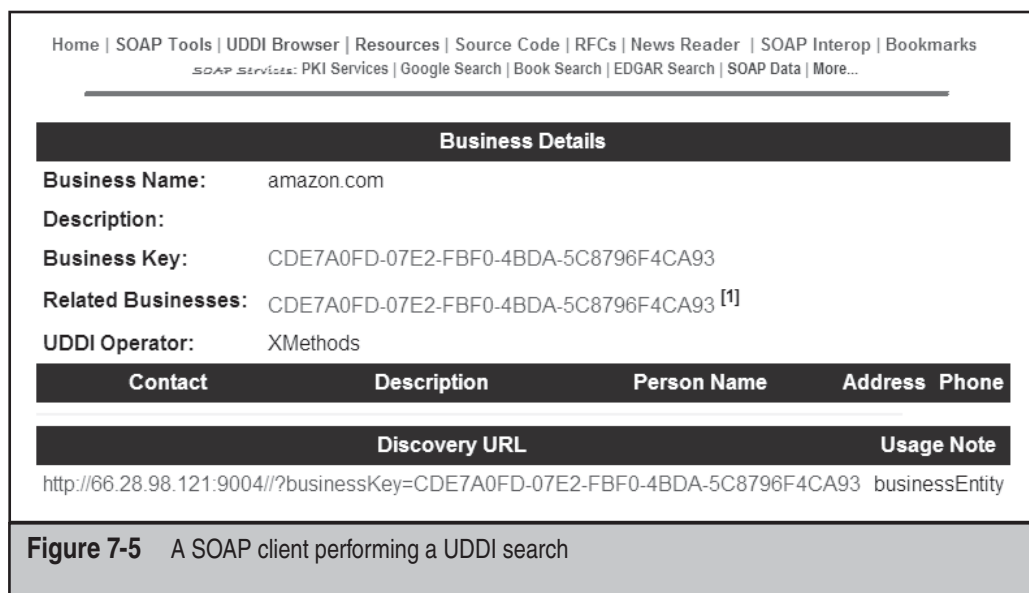 Home | SOAP Tools | UDDI Browser | Resources | Source Code | RFCs | News Reader | SOAP Interop | Bookmarks
SOAP Services: PKI Services | Google Search | Book Search | EDGAR Search | SOAP Data | More...
Business Details
Business Name: amazon.com
Description:
Business Key: CDE7A0FD-07E2-FBF0-4BDA-5C8796F4CA93
Related Businesses: CDE7A0FD-07E2-FBF0-4BDA-5C8796F4CA93 [1]
UDDI Operator: XMethods
Contact Description Person Name Address Phone
Discovery URL Usage Note
http://66.28.98.121:9004//?businessKey=CDE7A0FD-07E2-FBF0-4BDA-5C8796F4CA93 businessEntity
Figure 7-5 A SOAP client performing a UDDI search